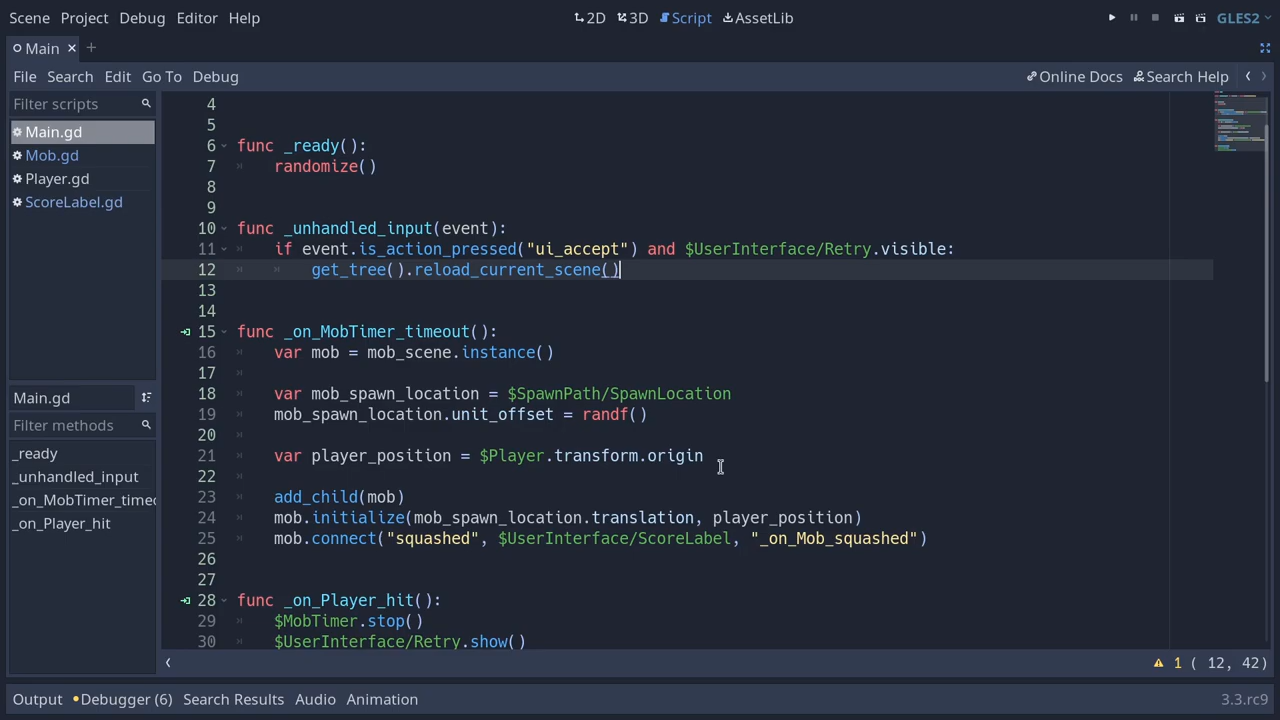 Scene Project Debug Editor Help 2D 3D Script AssetLib GLES2
Main
File Search Edit Go To Debug Online Docs Search Help
Filter scripts
Main.gd
Mob.gd
Player.gd
ScoreLabel.gd
Main.gd
Filter methods
_ready
_unhandled_input
_on_MobTimer_timeo
_on_Player_hit
4
5
6 func _ready():
7 randomize()
8
9
10 func _unhandled_input(event):
11 if event.is_action_pressed("ui_accept") and $UserInterface/Retry.visible:
12 get_tree().reload_current_scene()
13
14
15 func _on_MobTimer_timeout():
16 var mob = mob_scene.instance()
17
18 var mob_spawn_location = $SpawnPath/SpawnLocation
19 mob_spawn_location.unit_offset = randf()
20
21 var player_position = $Player.transform.origin
22
23 add_child(mob)
24 mob.initialize(mob_spawn_location.translation, player_position)
25 mob.connect("squashed", $UserInterface/ScoreLabel, "_on_Mob_squashed")
26
27
28 func _on_Player_hit():
29 $MobTimer.stop()
30 $UserInterface/Retry.show()
1 ( 12, 42)
Output Debugger (6) Search Results Audio Animation 3.3.rc9